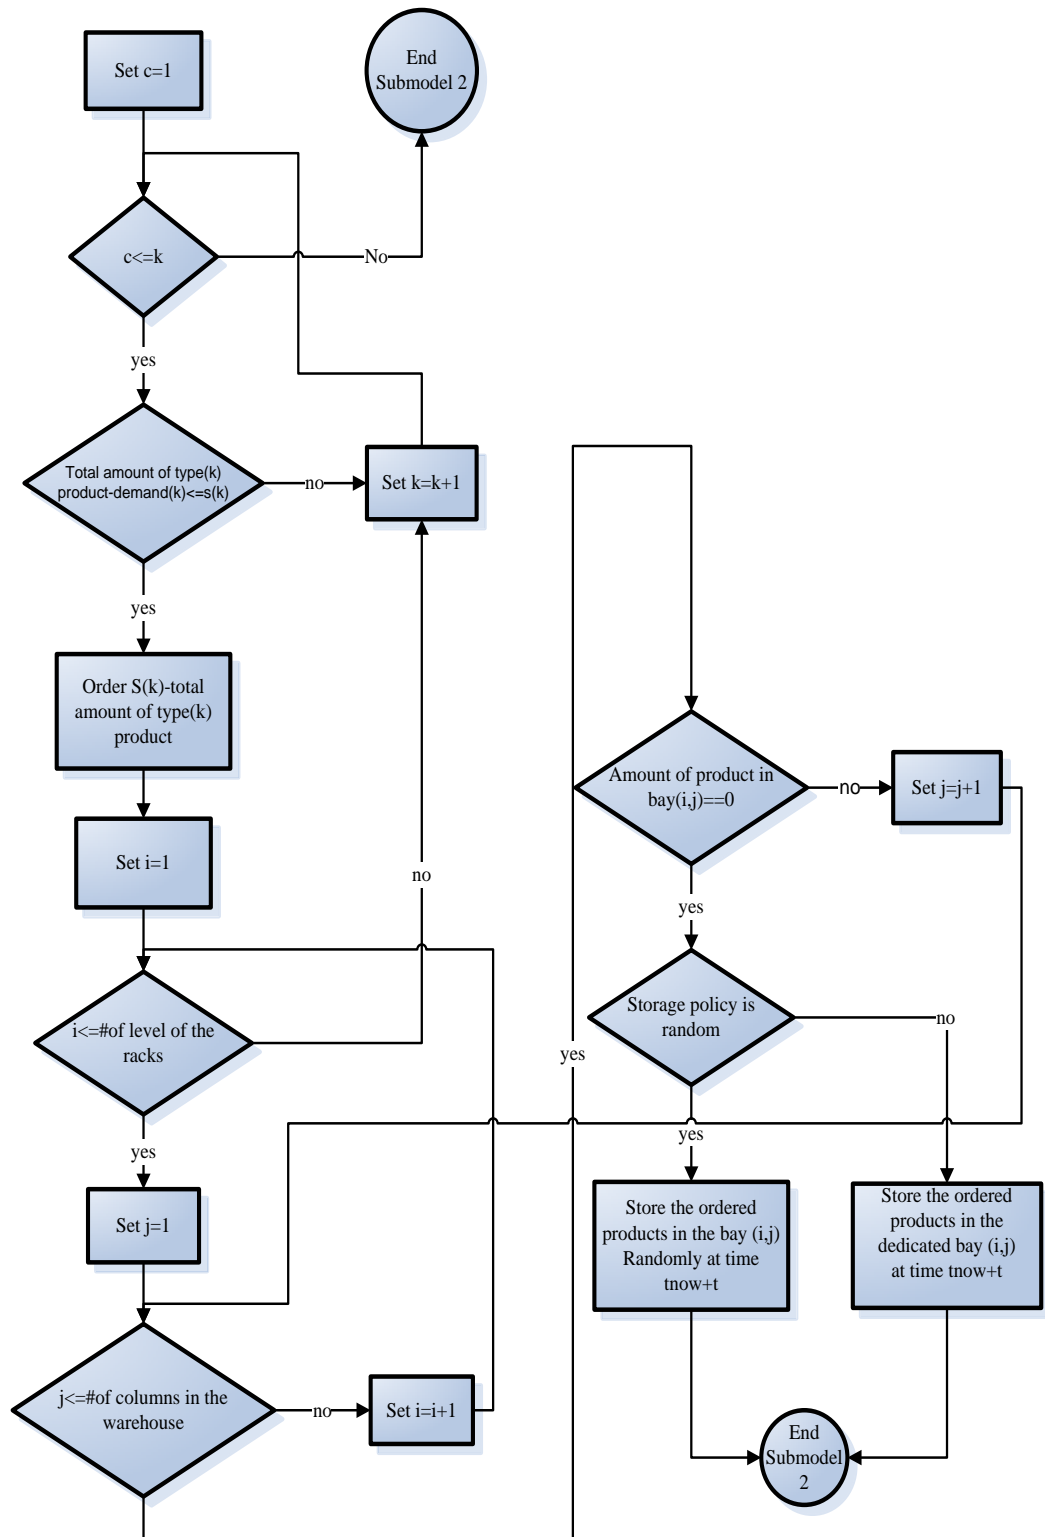 Set c=1
End
Submodel 2
c<=k
No
yes
Total amount of type(k)
product-demand(k)<=s(k)
no
Set k=k+1
yes
Order S(k)-total
amount of type(k)
product
Set i=1
no
i<=#of level of the
racks
yes
Set j=1
j<=#of columns in the
warehouse
no
Set i=i+1
yes
Amount of product in
bay(i,j)==0
no
Set j=j+1
yes
Storage policy is
random
no
yes
Store the ordered
products in the bay (i,j)
Randomly at time
tnow+t
Store the ordered
products in the
dedicated bay (i,j)
at time tnow+t
End
Submodel
2